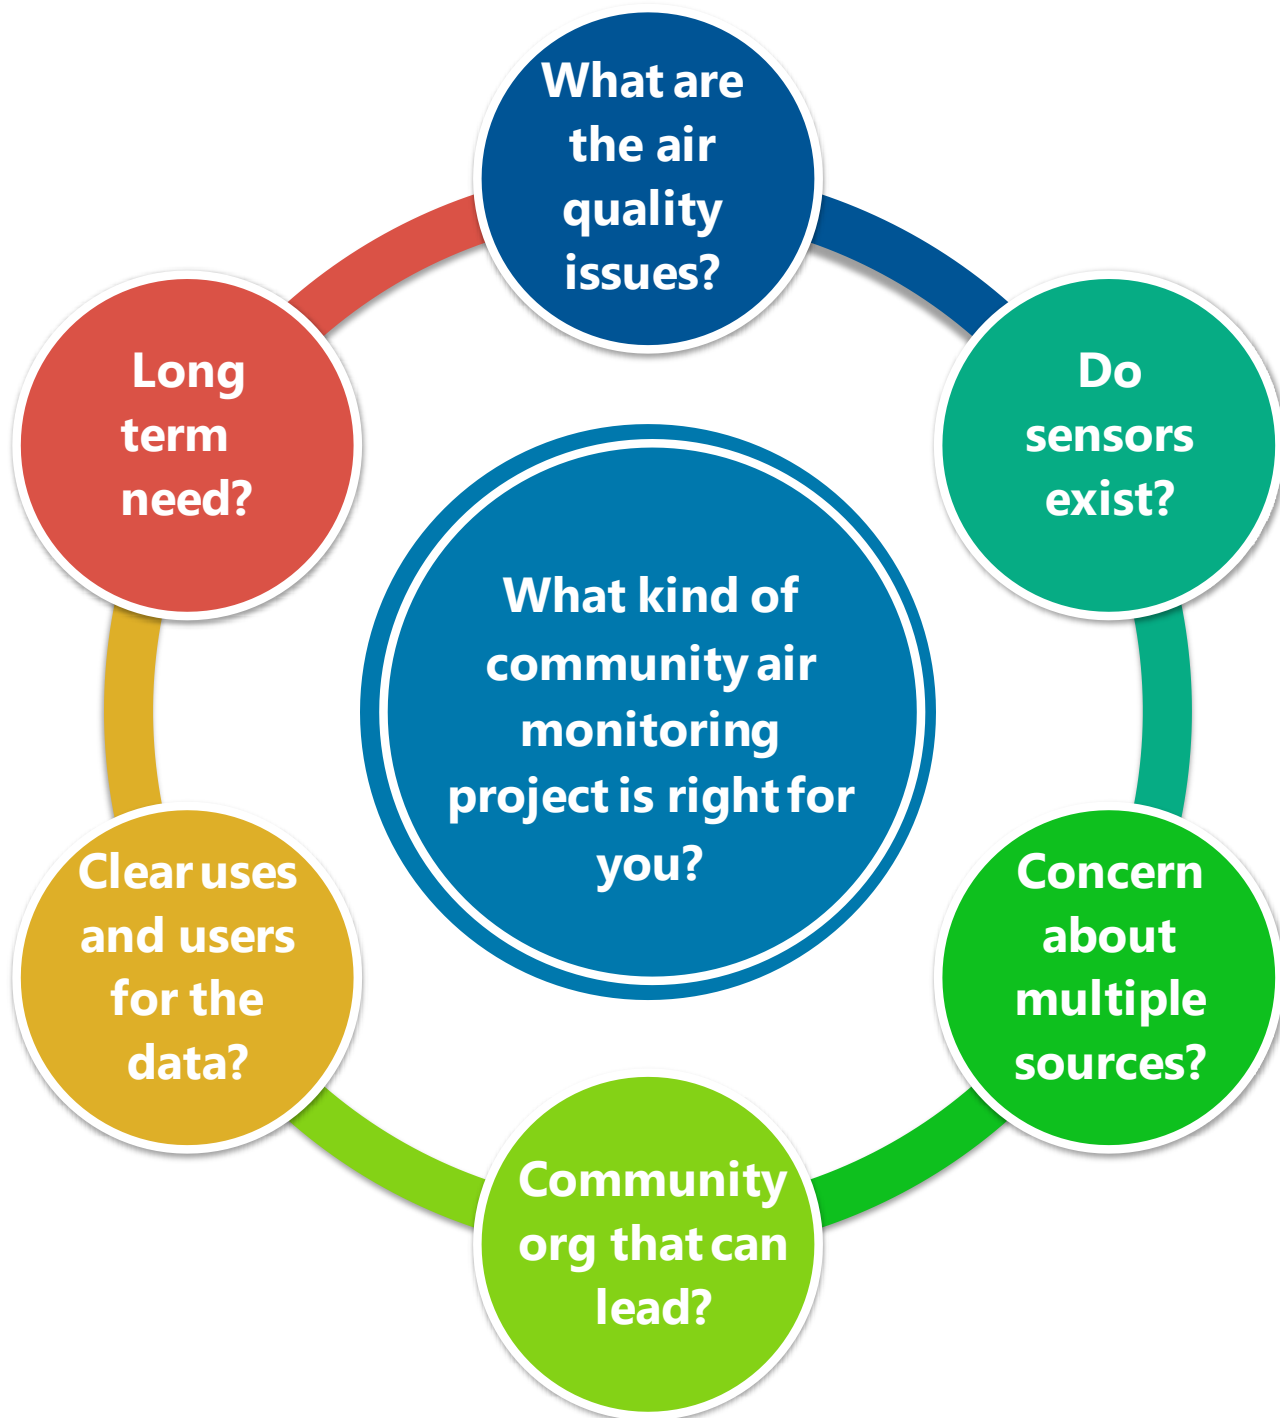 What are
the air
quality
issues?
Do
sensors
exist?
Concern
about
multiple
sources?
Community
org that can
lead?
Clear uses
and users
for the
data?
Long
term
need?
What kind of
community air
monitoring
project is right for
you?